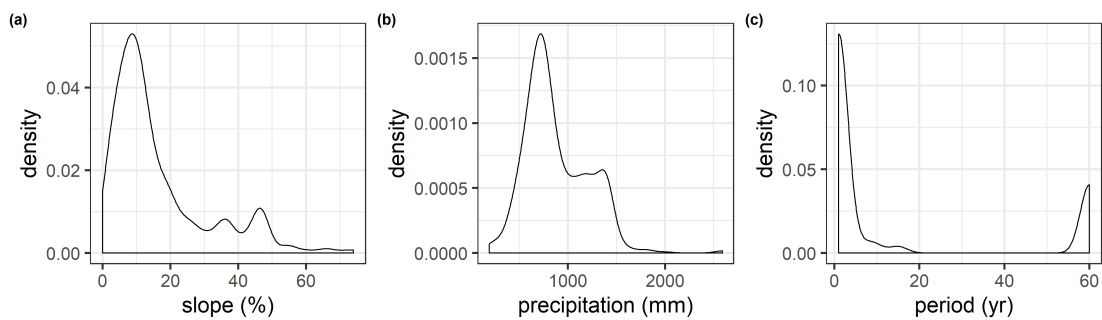 (a)
density
0.04
0.02
0.00
0 20 40 60
slope (%)
(b)
density
0.0015
0.0010
0.0005
0.0000
1000 2000
precipitation (mm)
(c)
density
0.10
0.05
0.00
0 20 40 60
period (yr)